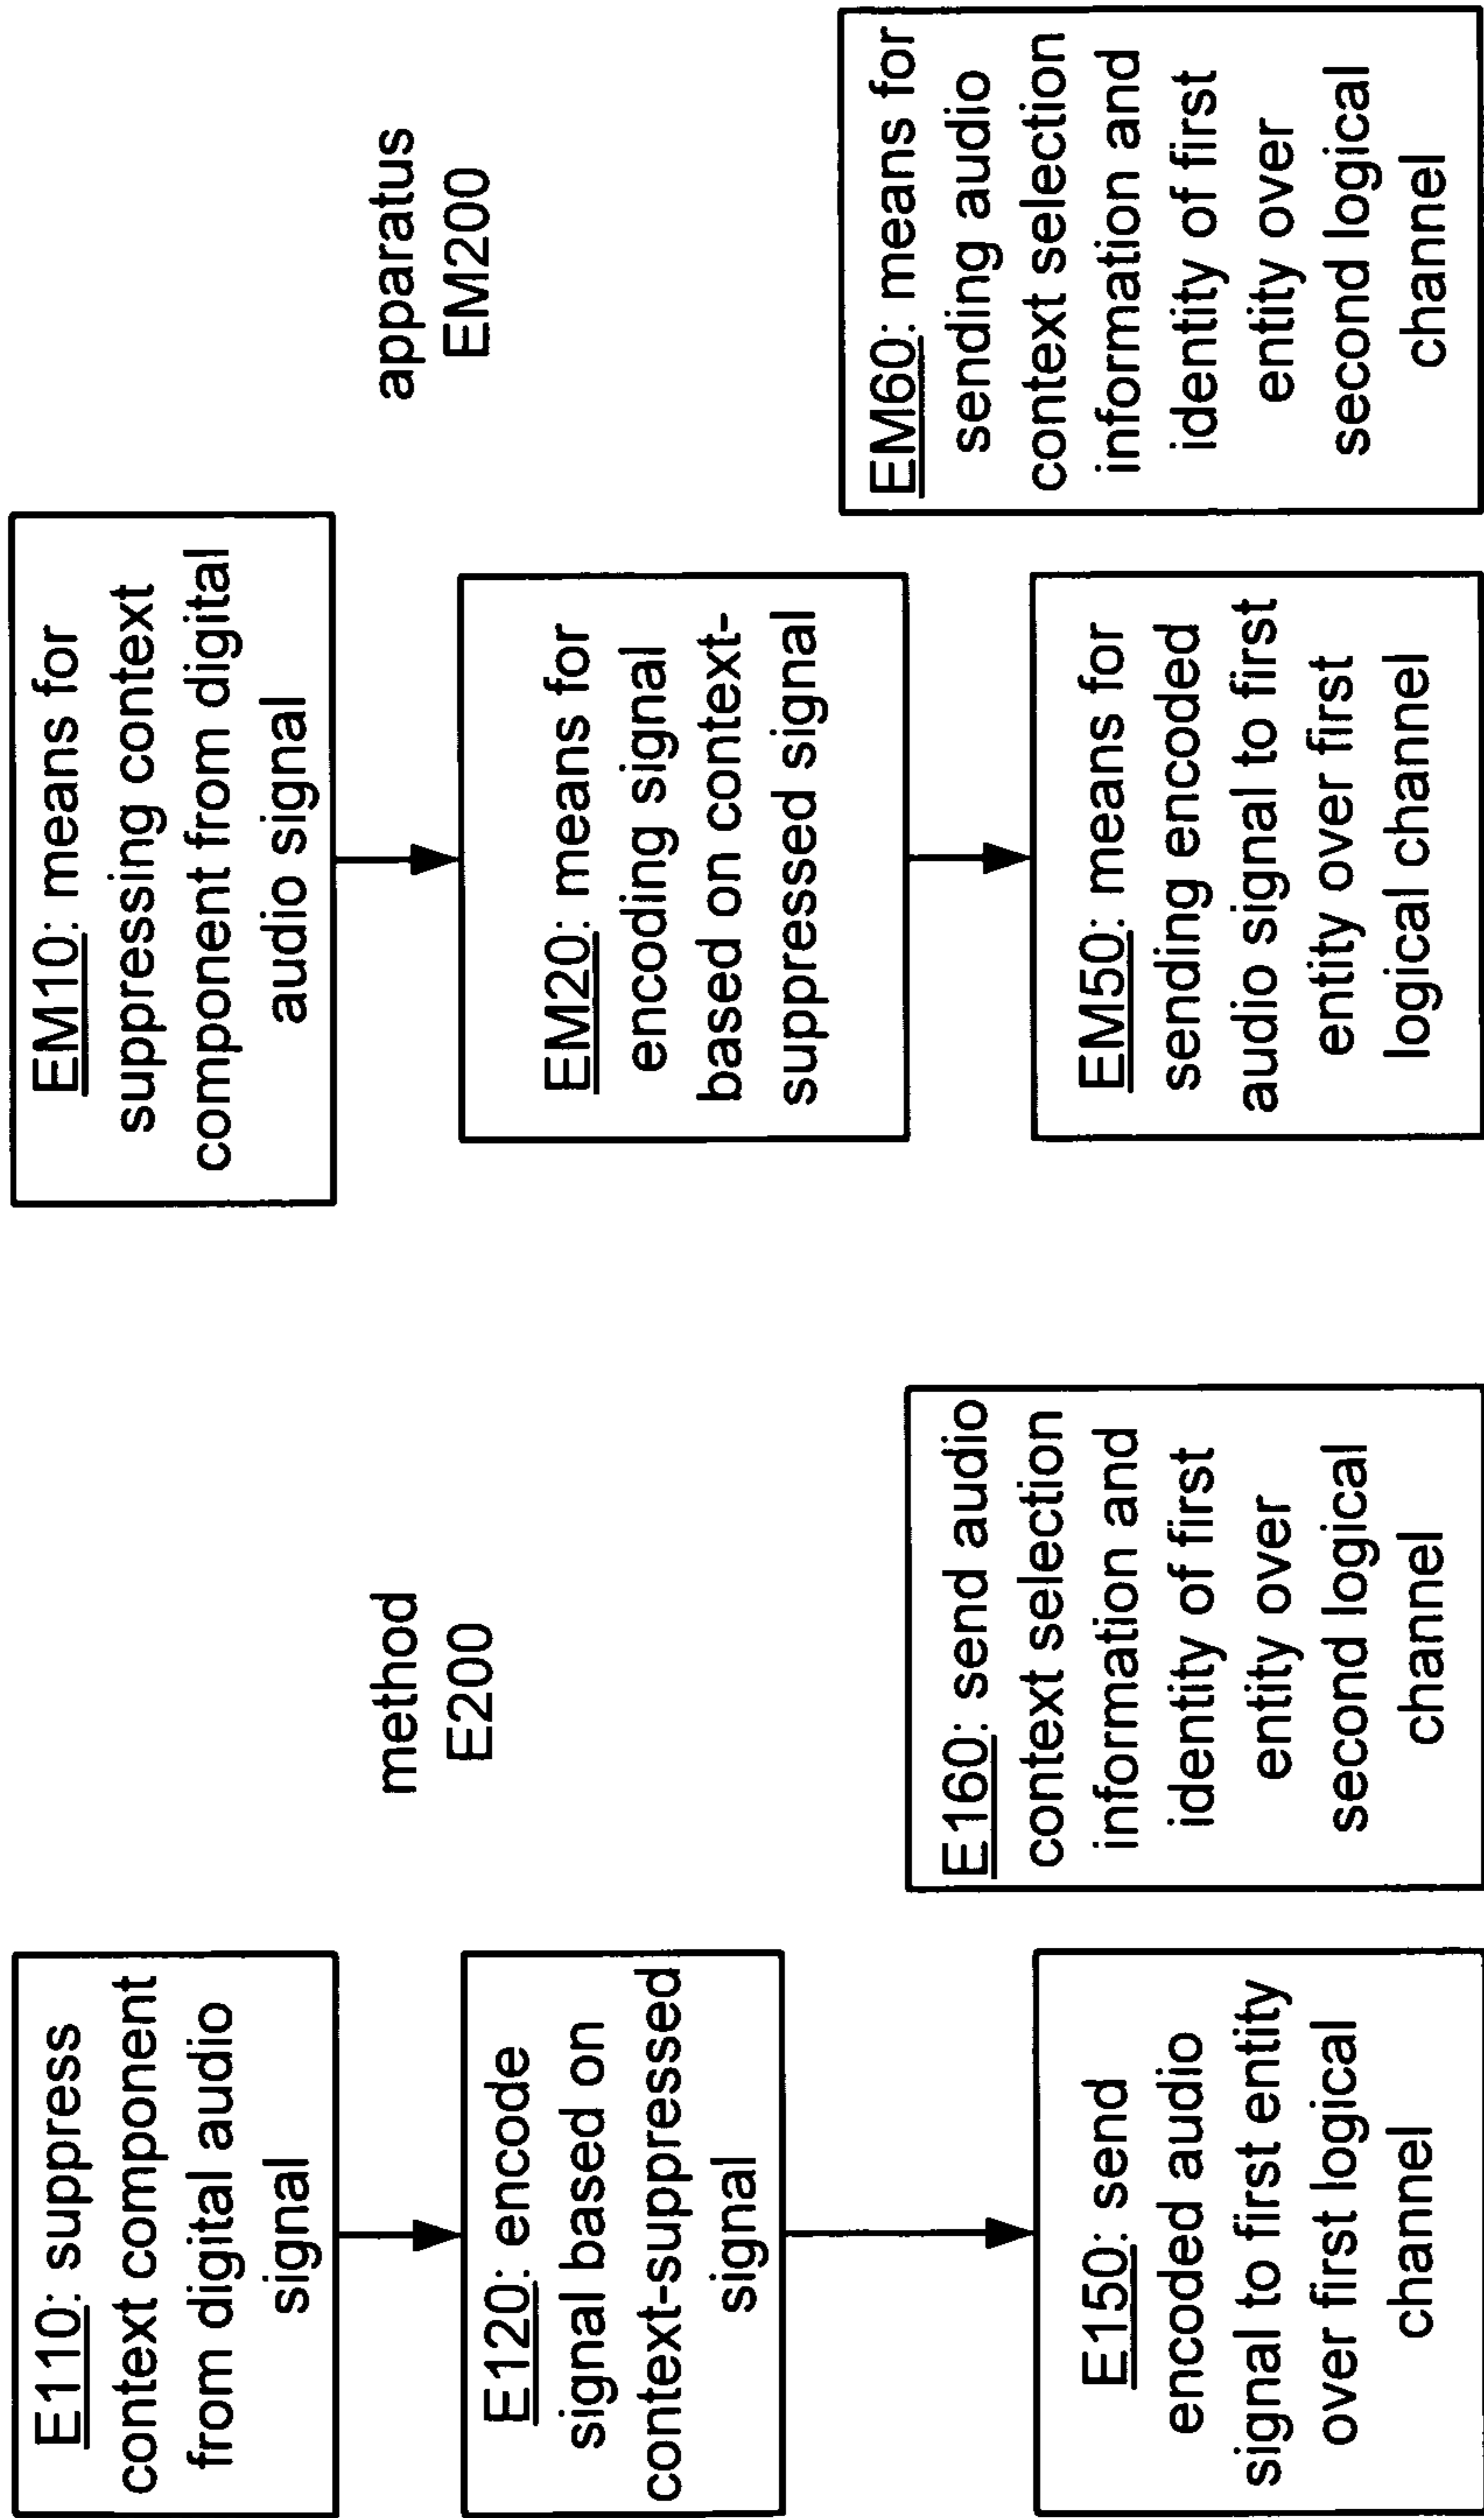 E110: suppress
context component
from digital audio
signal
E120: encode
signal based on
context-suppressed
signal
E150: send
encoded audio
signal to first entity
over first logical
channel
method
E200
E160: send audio
context selection
information and
identity of first
entity over
second logical
channel
EM10: means for
suppressing context
component from digital
audio signal
EM20: means for
encoding signal
based on context-
suppressed signal
EM50: means for
sending encoded
audio signal to first
entity over first
logical channel
apparatus
EM200
EM60: means for
sending audio
context selection
information and
identity of first
entity over
second logical
channel